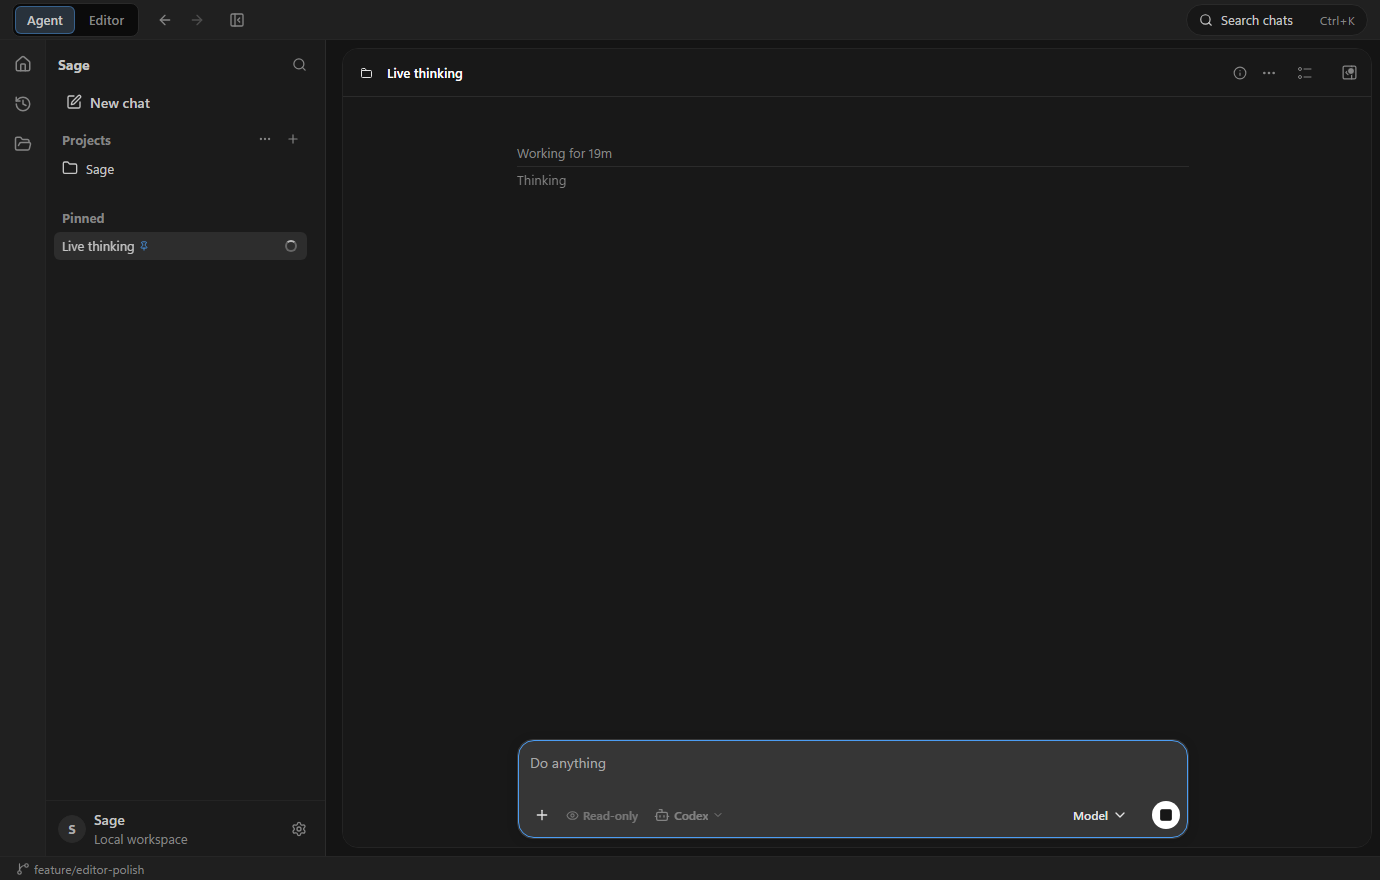 Agent
Editor
Search chats
Ctrl+K
Sage
New chat
Projects
Sage
Pinned
Live thinking
Live thinking
Working for 19m
Thinking
Do anything
Read-only
Codex
Model
S
Sage
Local workspace
feature/editor-polish